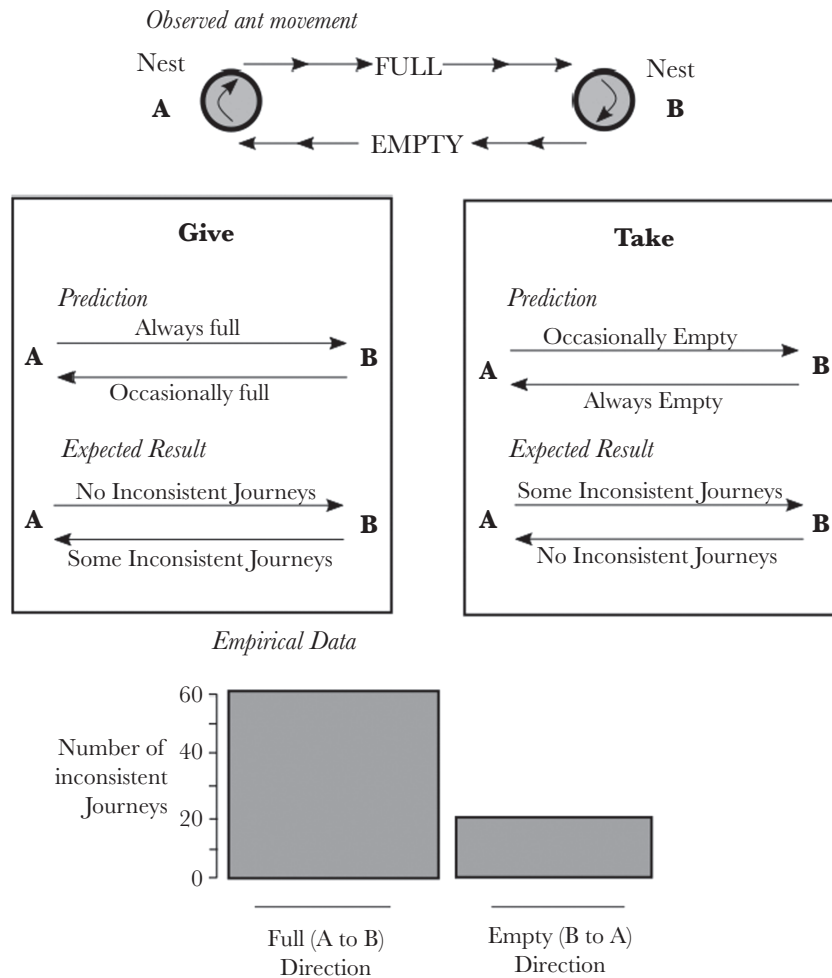 Observed ant movement
Nest
A
FULL
EMPTY
Nest
B
Give
Prediction
Always full
A
B
Occasionally full
Expected Result
No Inconsistent Journeys
A
B
Some Inconsistent Journeys
Take
Prediction
Occasionally Empty
A
B
Always Empty
Expected Result
Some Inconsistent Journeys
A
B
No Inconsistent Journeys
Empirical Data
Number of
inconsistent
Journeys
60
40
20
0
Full (A to B)
Direction
Empty (B to A)
Direction